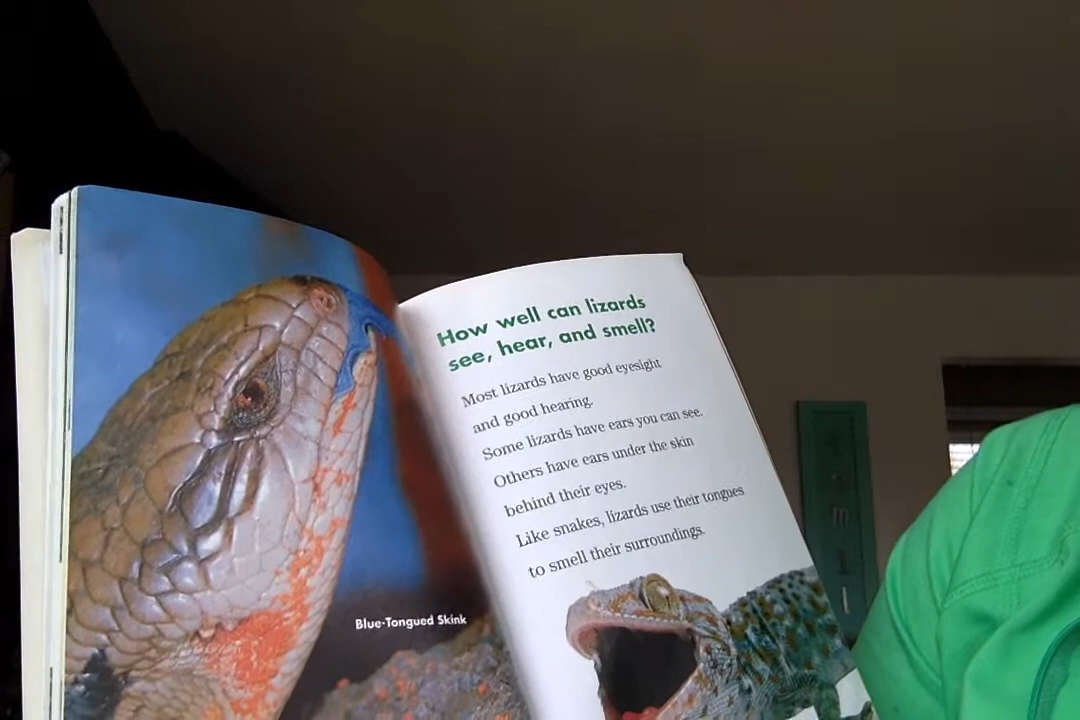 Blue-Tongued Skink
How well can lizards
see, hear, and smell?
Most lizards have good eyesight
and good hearing.
Some lizards have ears you can see.
Others have ears under the skin
behind their eyes.
Like snakes, lizards use their tongues
to smell their surroundings.